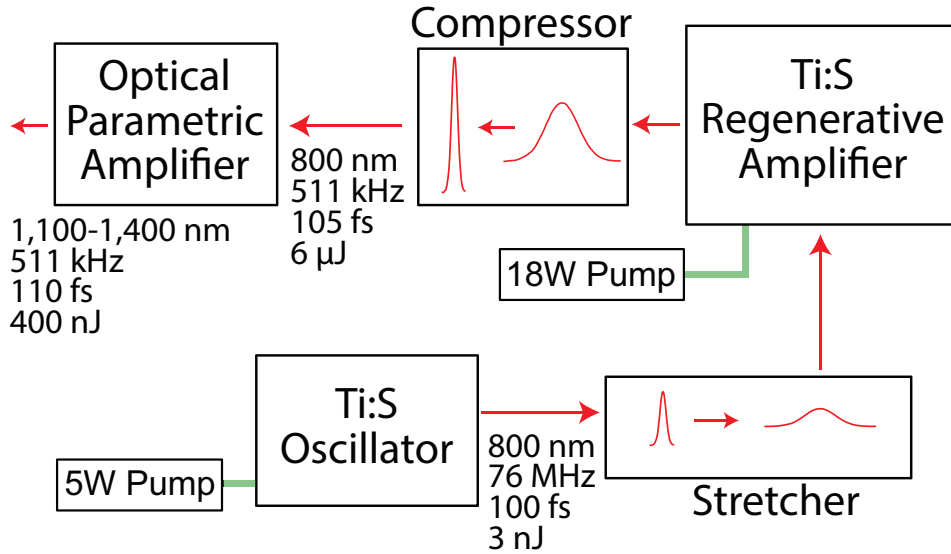 Compressor
Optical
Parametric
Amplifier
Ti:S
Regenerative
Amplifier
800 nm
511 kHz
105 fs
6 µJ
1,100-1,400 nm
511 kHz
110 fs
400 nJ
18W Pump
Ti:S
Oscillator
5W Pump
800 nm
76 MHz
100 fs
3 nJ
Stretcher